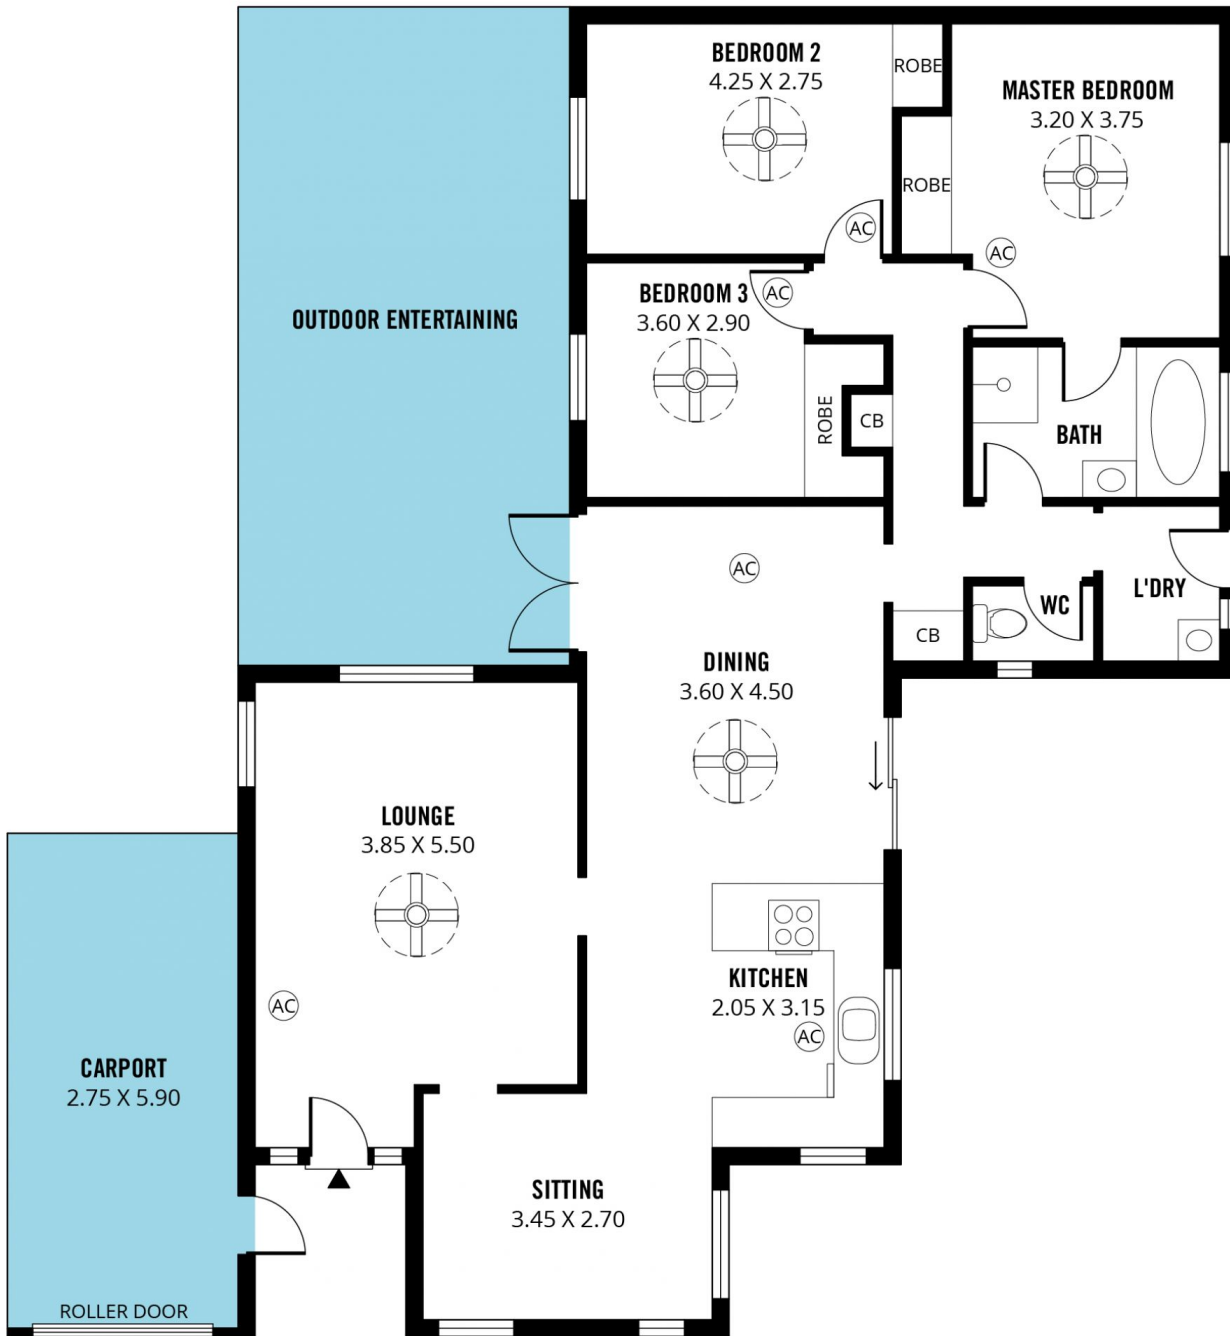 BEDROOM 2
4.25 X 2.75
ROBE
MASTER BEDROOM
3.20 X 3.75
ROBE
AC
AC
OUTDOOR ENTERTAINING
BEDROOM 3
3.60 X 2.90
AC
ROBE
CB
BATH
AC
L'DRY
WC
CB
DINING
3.60 X 4.50
LOUNGE
3.85 X 5.50
AC
KITCHEN
2.05 X 3.15
AC
CARPORT
2.75 X 5.90
SITTING
3.45 X 2.70
ROLLER DOOR